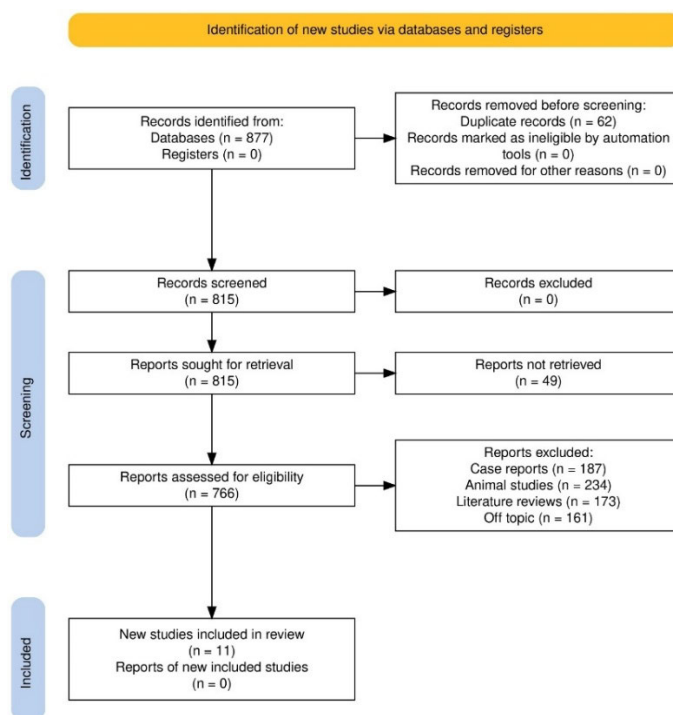 Identification of new studies via databases and registers
Identification
Records identified from:
Databases (n = 877)
Registers (n = 0)
Records removed before screening:
Duplicate records (n = 62)
Records marked as ineligible by automation
tools (n = 0)
Records removed for other reasons (n = 0)
Screening
Records screened
(n = 815)
Records excluded
(n = 0)
Reports sought for retrieval
(n = 815)
Reports not retrieved
(n = 49)
Reports assessed for eligibility
(n = 766)
Reports excluded:
Case reports (n = 187)
Animal studies (n = 234)
Literature reviews (n = 173)
Off topic (n = 161)
Included
New studies included in review
(n = 11)
Reports of new included studies
(n = 0)